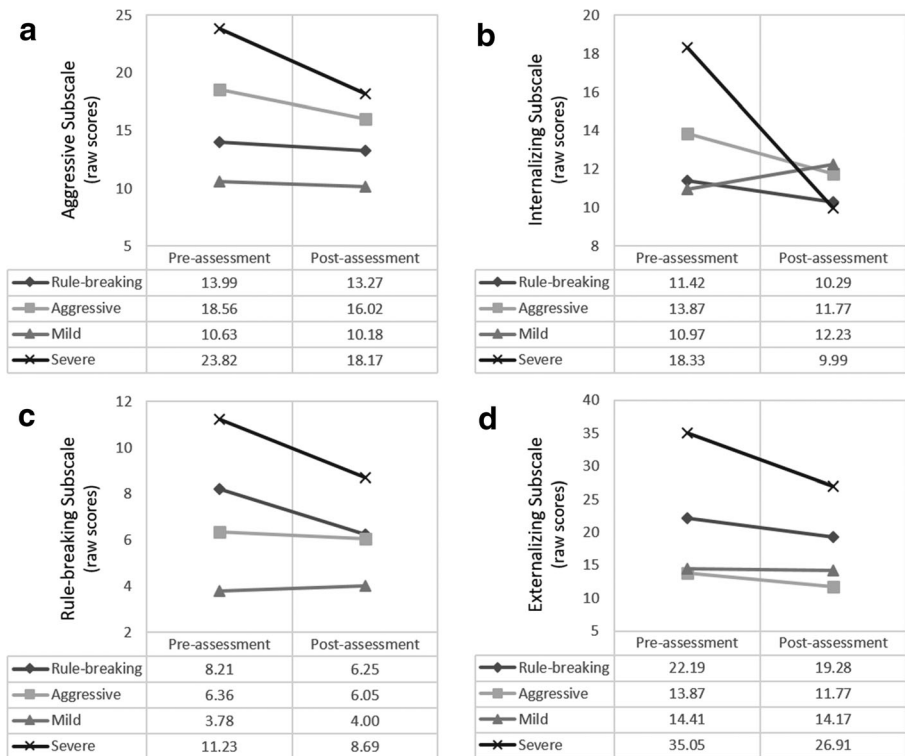 a
Aggressive Subscale
(raw scores)
25
20
15
10
5
Pre-assessment Post-assessment
Rule-breaking 13.99 13.27
Aggressive 18.56 16.02
Mild 10.63 10.18
Severe 23.82 18.17
b
Internalizing Subscale
(raw scores)
20
18
16
14
12
10
8
Pre-assessment Post-assessment
Rule-breaking 11.42 10.29
Aggressive 13.87 11.77
Mild 10.97 12.23
Severe 18.33 9.99
c
Rule-breaking Subscale
(raw scores)
12
10
8
6
4
2
Pre-assessment Post-assessment
Rule-breaking 8.21 6.25
Aggressive 6.36 6.05
Mild 3.78 4.00
Severe 11.23 8.69
d
Externalizing Subscale
(raw scores)
40
35
30
25
20
15
10
5
Pre-assessment Post-assessment
Rule-breaking 22.19 19.28
Aggressive 13.87 11.77
Mild 14.41 14.17
Severe 35.05 26.91